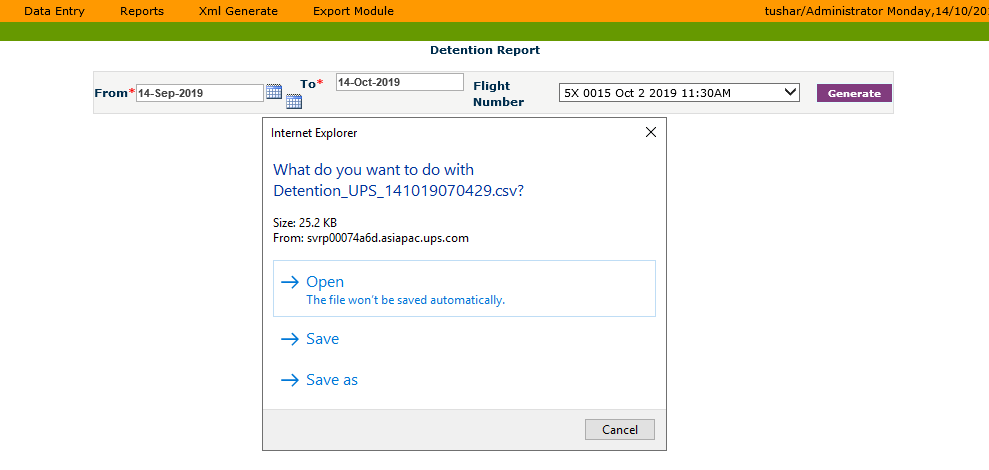 Data Entry Reports Xml Generate Export Module tushar/Administrator Monday,14/10/20
Detention Report
From* 14-Sep-2019 To* 14-Oct-2019 Flight Number 5X 0015 Oct 2 2019 11:30AM Generate
Internet Explorer
What do you want to do with
Detention_UPS_141019070429.csv?
Size: 25.2 KB
From: svrp00074a6d.asiapac.ups.com
Open
The file won't be saved automatically.
Save
Save as
Cancel